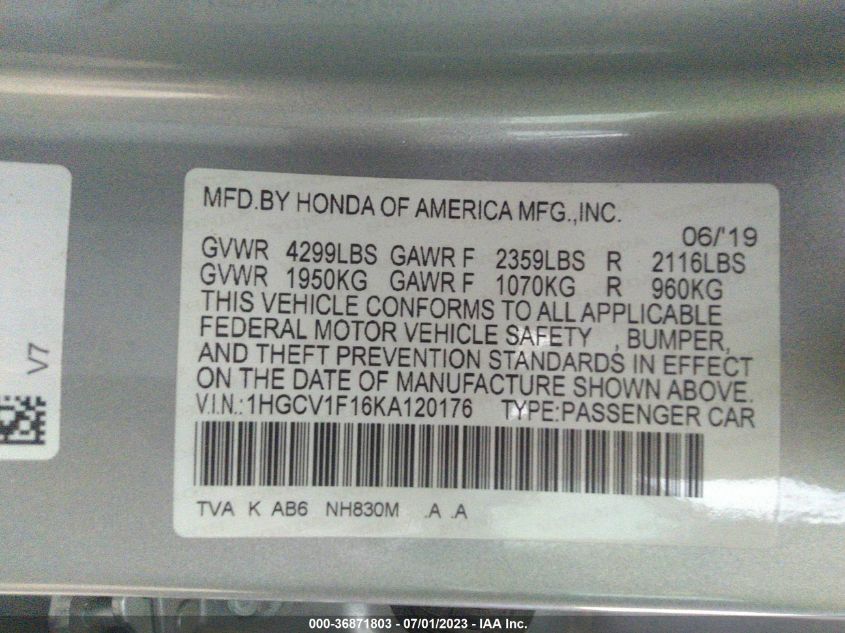 MFD.BY HONDA OF AMERICA MFG.,INC.
06/'19
GVWR 4299LBS GAWR F 2359LBS R 2116LBS
GVWR 1950KG GAWR F 1070KG R 960KG
THIS VEHICLE CONFORMS TO ALL APPLICABLE
FEDERAL MOTOR VEHICLE SAFETY , BUMPER,
AND THEFT PREVENTION STANDARDS IN EFFECT
ON THE DATE OF MANUFACTURE SHOWN ABOVE.
V.I.N.:1HGCV1F16KA120176 TYPE:PASSENGER CAR
TVA K AB6 NH830M .A .A
V7
000-36871803 - 07/01/2023 - IAA Inc.